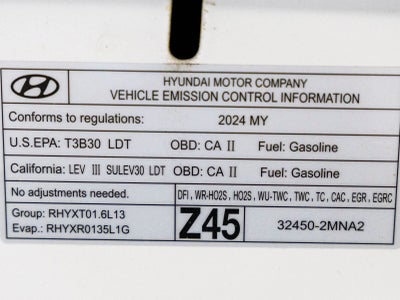 HYUNDAI MOTOR COMPANY
VEHICLE EMISSION CONTROL INFORMATION
Conforms to regulations: 2024 MY
U.S.EPA: T3B30 LDT OBD: CA II Fuel: Gasoline
California: LEV III SULEV30 LDT OBD: CA II Fuel: Gasoline
No adjustments needed. DFI, WR-HO2S, HO2S, WU-TWC, TWC, TC, CAC, EGR, EGRC
Group: RHYXT01.6L13 Z45 32450-2MNA2
Evap.: RHYXR0135L1G